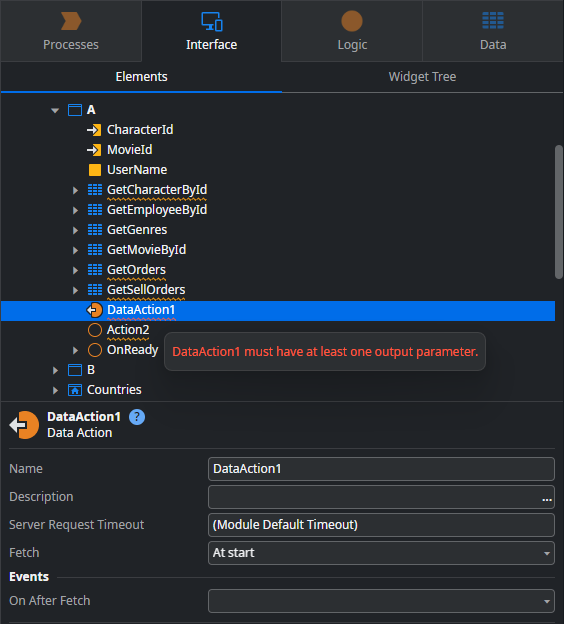 Processes
Interface
Logic
Data
Elements
Widget Tree
A
CharacterId
MovieId
UserName
GetCharacterById
GetEmployeeById
GetGenres
GetMovieById
GetOrders
GetSellOrders
DataAction1
Action2
OnReady
DataAction1 must have at least one output parameter.
B
Countries
DataAction1 ?
Data Action
Name DataAction1
Description ...
Server Request Timeout (Module Default Timeout)
Fetch At start
Events
On After Fetch